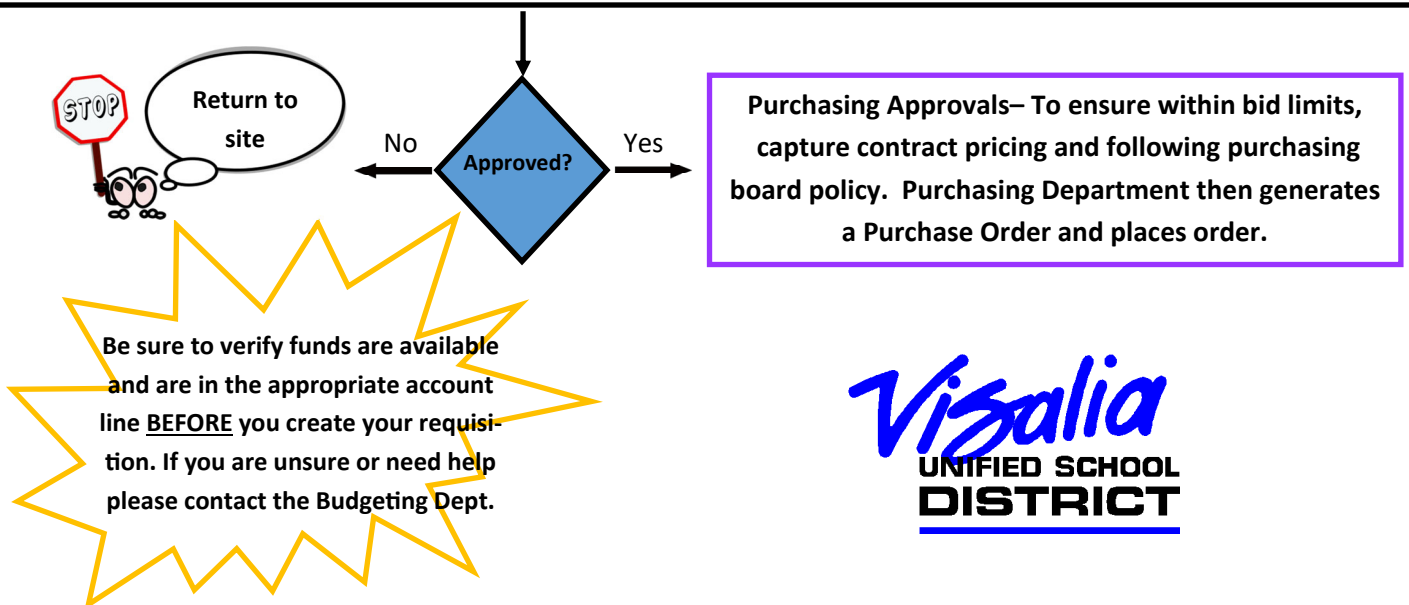 STOP
Return to
site
No
Approved?
Yes
Purchasing Approvals– To ensure within bid limits,
capture contract pricing and following purchasing
board policy.  Purchasing Department then generates
a Purchase Order and places order.
Be sure to verify funds are available
and are in the appropriate account
line BEFORE you create your requisi-
tion. If you are unsure or need help
please contact the Budgeting Dept.
Visalia
UNIFIED SCHOOL
DISTRICT